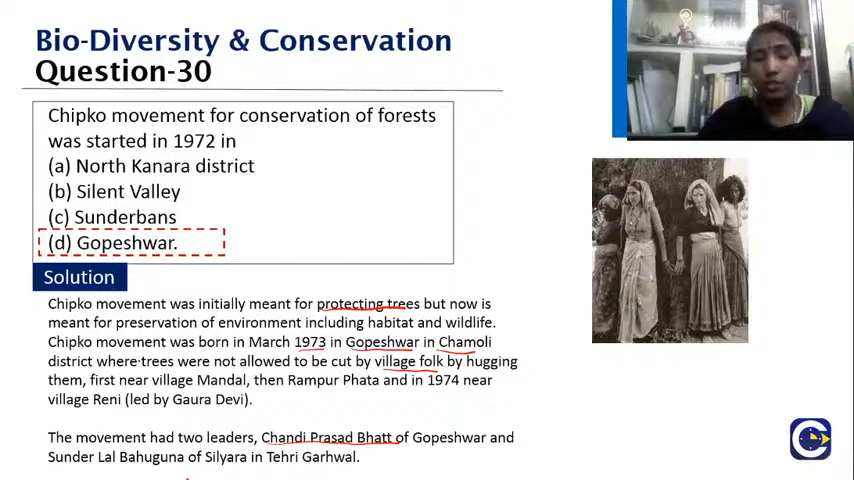 Bio-Diversity & Conservation
Question-30
Chipko movement for conservation of forests
was started in 1972 in
(a) North Kanara district
(b) Silent Valley
(c) Sunderbans
(d) Gopeshwar.
Solution
Chipko movement was initially meant for protecting trees but now is
meant for preservation of environment including habitat and wildlife.
Chipko movement was born in March 1973 in Gopeshwar in Chamoli
district where trees were not allowed to be cut by village folk by hugging
them, first near village Mandal, then Rampur Phata and in 1974 near
village Reni (led by Gaura Devi).
The movement had two leaders, Chandi Prasad Bhatt of Gopeshwar and
Sunder Lal Bahuguna of Silyara in Tehri Garhwal.